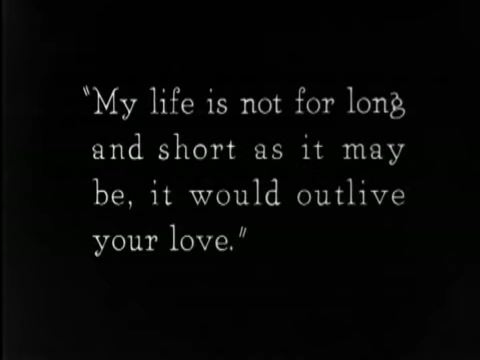 "My life is not for long
and short as it may
be, it would outlive
your love."